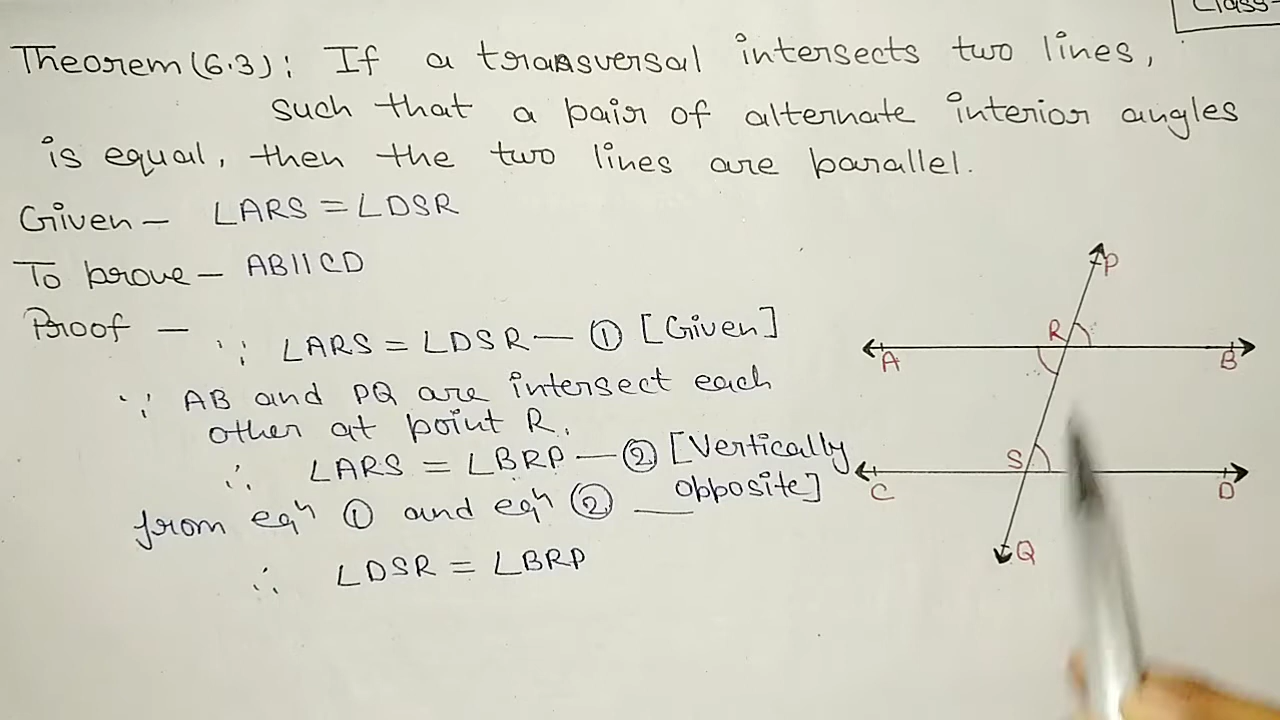 Class-
Theorem (6.3) : If a transversal intersects two lines,
such that a pair of alternate interior angles
is equal, then the two lines are parallel.
Given – ∠ARS = ∠DSR
To prove – AB॥CD
Proof –
∵ ∠ARS = ∠DSR — ① [Given]
∵ AB and PQ are intersect each
other at point R.
∴ ∠ARS = ∠BRP — ② [Vertically
opposite]
from eqⁿ ① and eqⁿ ② —
∴ ∠DSR = ∠BRP
P
R
A
B
S
C
D
Q